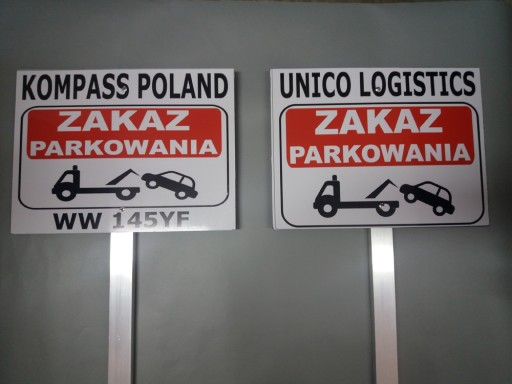 KOMPASS POLAND
ZAKAZ
PARKOWANIA
WW 145YF
UNICO LOGISTICS
ZAKAZ
PARKOWANIA